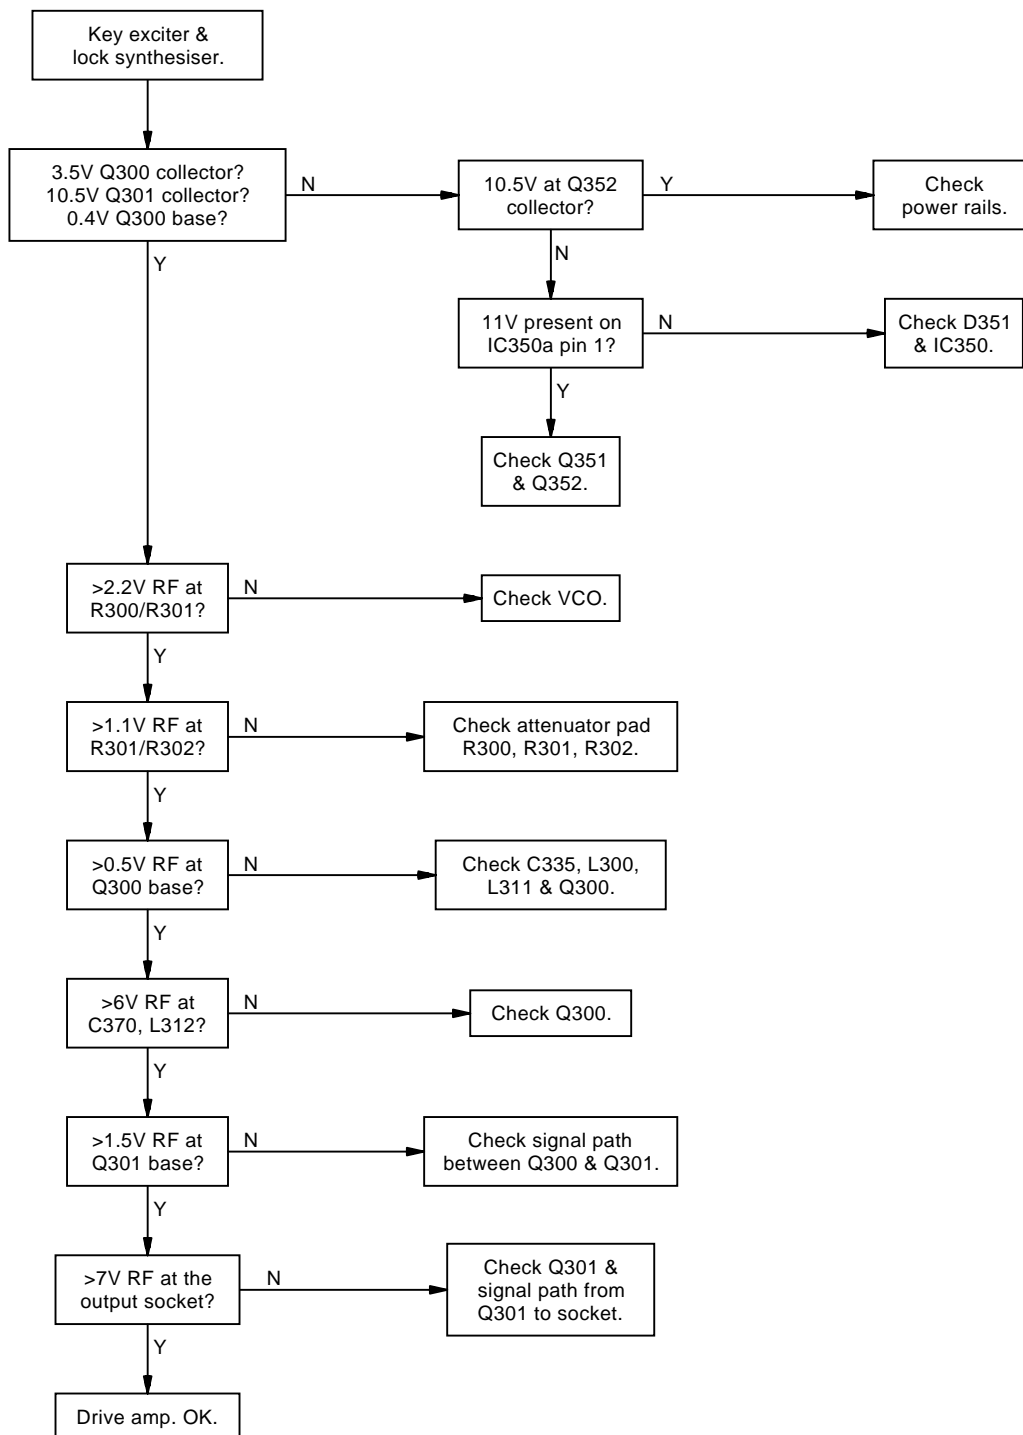 Key exciter &
lock synthesiser.
3.5V Q300 collector?
10.5V Q301 collector?
0.4V Q300 base?
N
10.5V at Q352
collector?
Y
Check
power rails.
Y
N
11V present on
IC350a pin 1?
N
Check D351
& IC350.
Y
Check Q351
& Q352.
>2.2V RF at
R300/R301?
N
Check VCO.
Y
>1.1V RF at
R301/R302?
N
Check attenuator pad
R300, R301, R302.
Y
>0.5V RF at
Q300 base?
N
Check C335, L300,
L311 & Q300.
Y
>6V RF at
C370, L312?
N
Check Q300.
Y
>1.5V RF at
Q301 base?
N
Check signal path
between Q300 & Q301.
Y
>7V RF at the
output socket?
N
Check Q301 &
signal path from
Q301 to socket.
Y
Drive amp. OK.